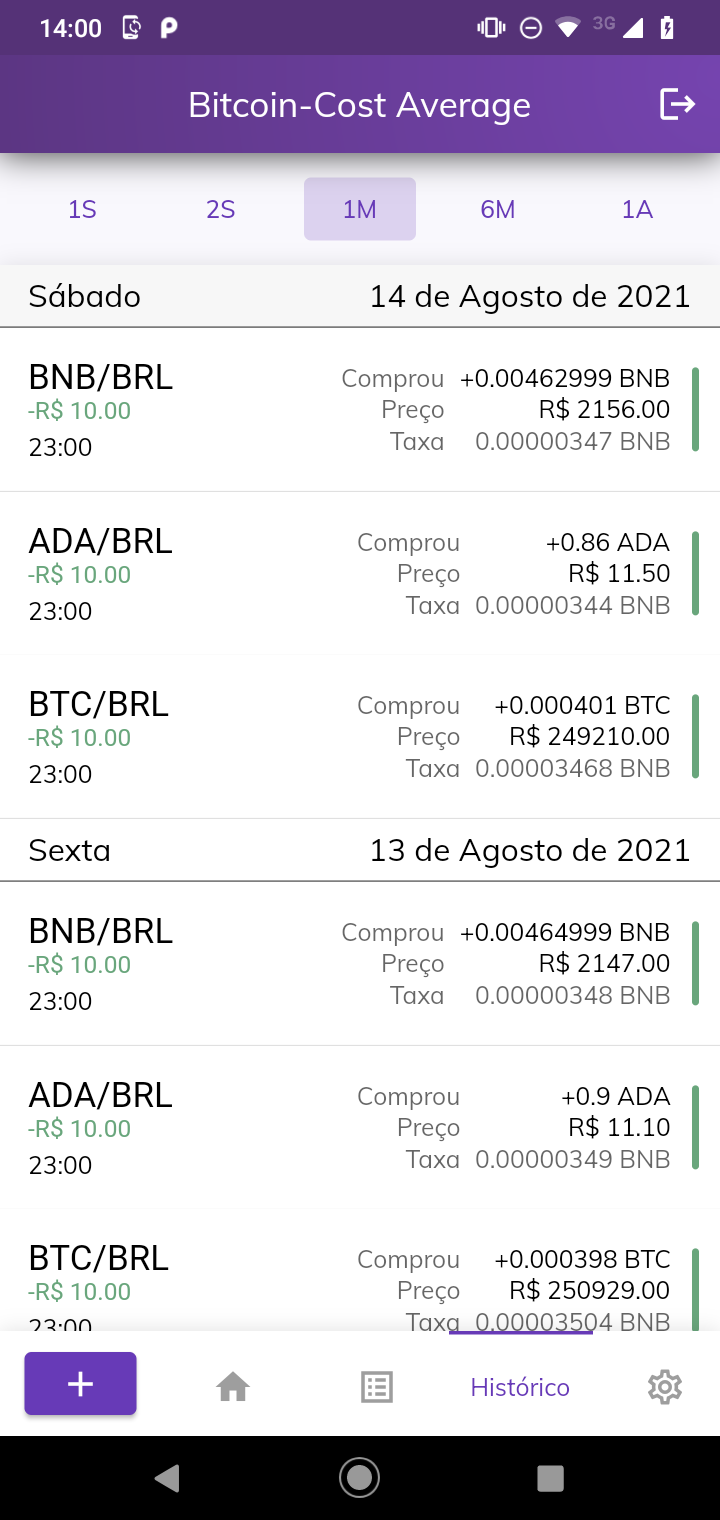 14:00 3G
Bitcoin-Cost Average
1S 2S 1M 6M 1A
Sábado 14 de Agosto de 2021
BNB/BRL
-R$ 10.00
23:00
Comprou +0.00462999 BNB
Preço R$ 2156.00
Taxa 0.00000347 BNB
ADA/BRL
-R$ 10.00
23:00
Comprou +0.86 ADA
Preço R$ 11.50
Taxa 0.00000344 BNB
BTC/BRL
-R$ 10.00
23:00
Comprou +0.000401 BTC
Preço R$ 249210.00
Taxa 0.00003468 BNB
Sexta 13 de Agosto de 2021
BNB/BRL
-R$ 10.00
23:00
Comprou +0.00464999 BNB
Preço R$ 2147.00
Taxa 0.00000348 BNB
ADA/BRL
-R$ 10.00
23:00
Comprou +0.9 ADA
Preço R$ 11.10
Taxa 0.00000349 BNB
BTC/BRL
-R$ 10.00
23:00
Comprou +0.000398 BTC
Preço R$ 250929.00
Taxa 0.00003504 BNB
Histórico